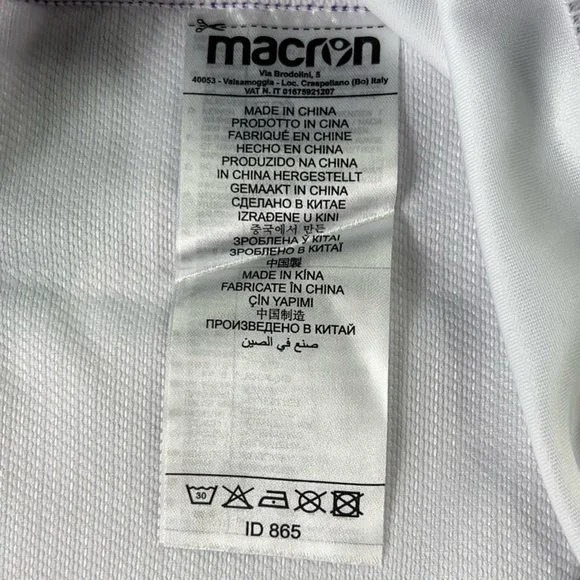 macron
Via Brodolini, 5
40053 - Valsamoggia - Loc. Crespellano (Bo) Italy
VAT N. IT 01675921207
MADE IN CHINA
PRODOTTO IN CINA
FABRIQUÉ EN CHINE
HECHO EN CHINA
PRODUZIDO NA CHINA
IN CHINA HERGESTELLT
GEMAAKT IN CHINA
СДЕЛАНО В КИТАЕ
IZRAĐENE U KINI
중국에서 만든
ЗРОБЛЕНА Ў КІТАІ
ЗРОБЛЕНО В КИТАЇ
中国製
MADE IN KÍNA
FABRICATE ÎN CHINA
ÇİN YAPIMI
中国制造
ПРОИЗВЕДЕНО В КИТАЙ
صنع في الصين
30
ID 865